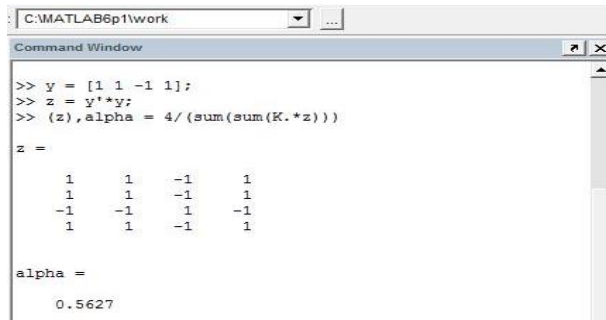 : C:\MATLAB6p1\work ...
Command Window
>> y = [1 1 -1 1];
>> z = y'*y;
>> (z),alpha = 4/(sum(sum(K.*z)))
z =
1 1 -1 1
1 1 -1 1
-1 -1 1 -1
1 1 -1 1
alpha =
0.5627